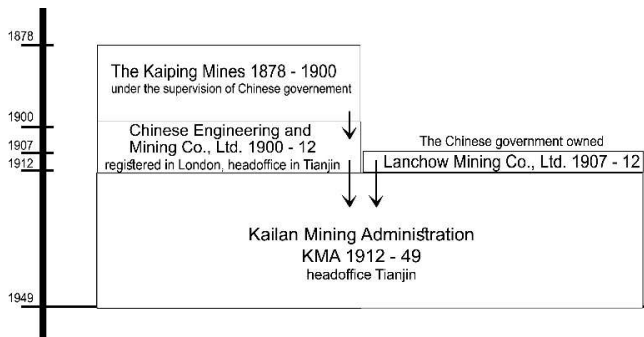 1878
The Kaiping Mines 1878 - 1900
under the supervision of Chinese governement
1900
Chinese Engineering and
Mining Co., Ltd. 1900 - 12
registered in London, headoffice in Tianjin
The Chinese government owned
1907
Lanchow Mining Co., Ltd. 1907 - 12
1912
Kailan Mining Administration
KMA 1912 - 49
headoffice Tianjin
1949